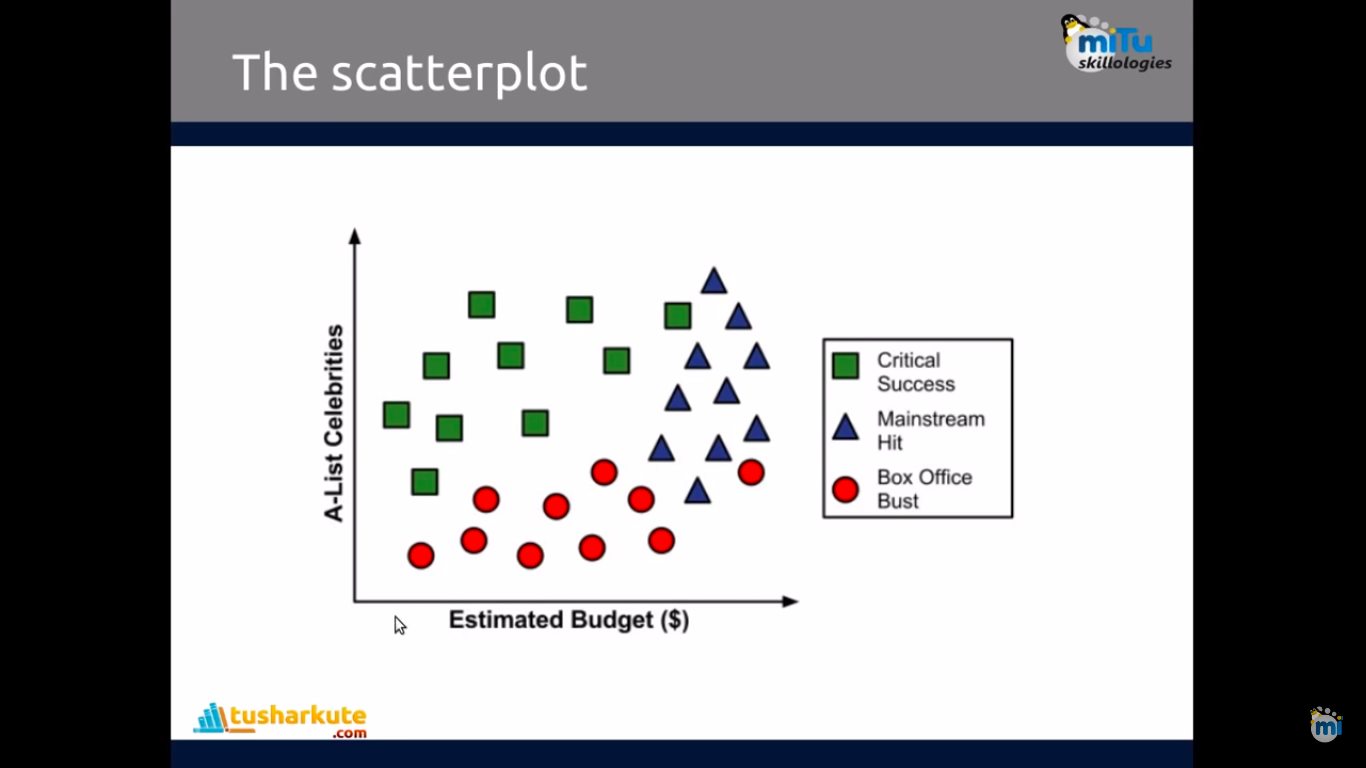 The scatterplot
miTu
skillologies
A-List Celebrities
Estimated Budget ($)
Critical
Success
Mainstream
Hit
Box Office
Bust
tusharkute
.com
mi